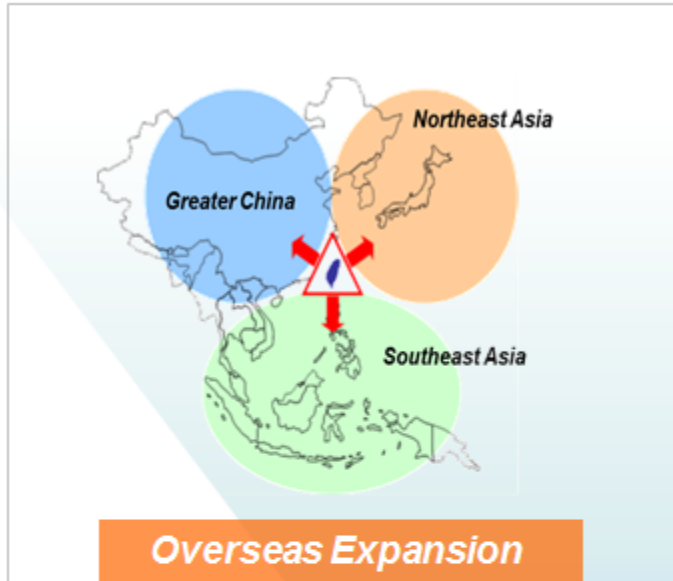 Northeast Asia
Greater China
Southeast Asia
Overseas Expansion